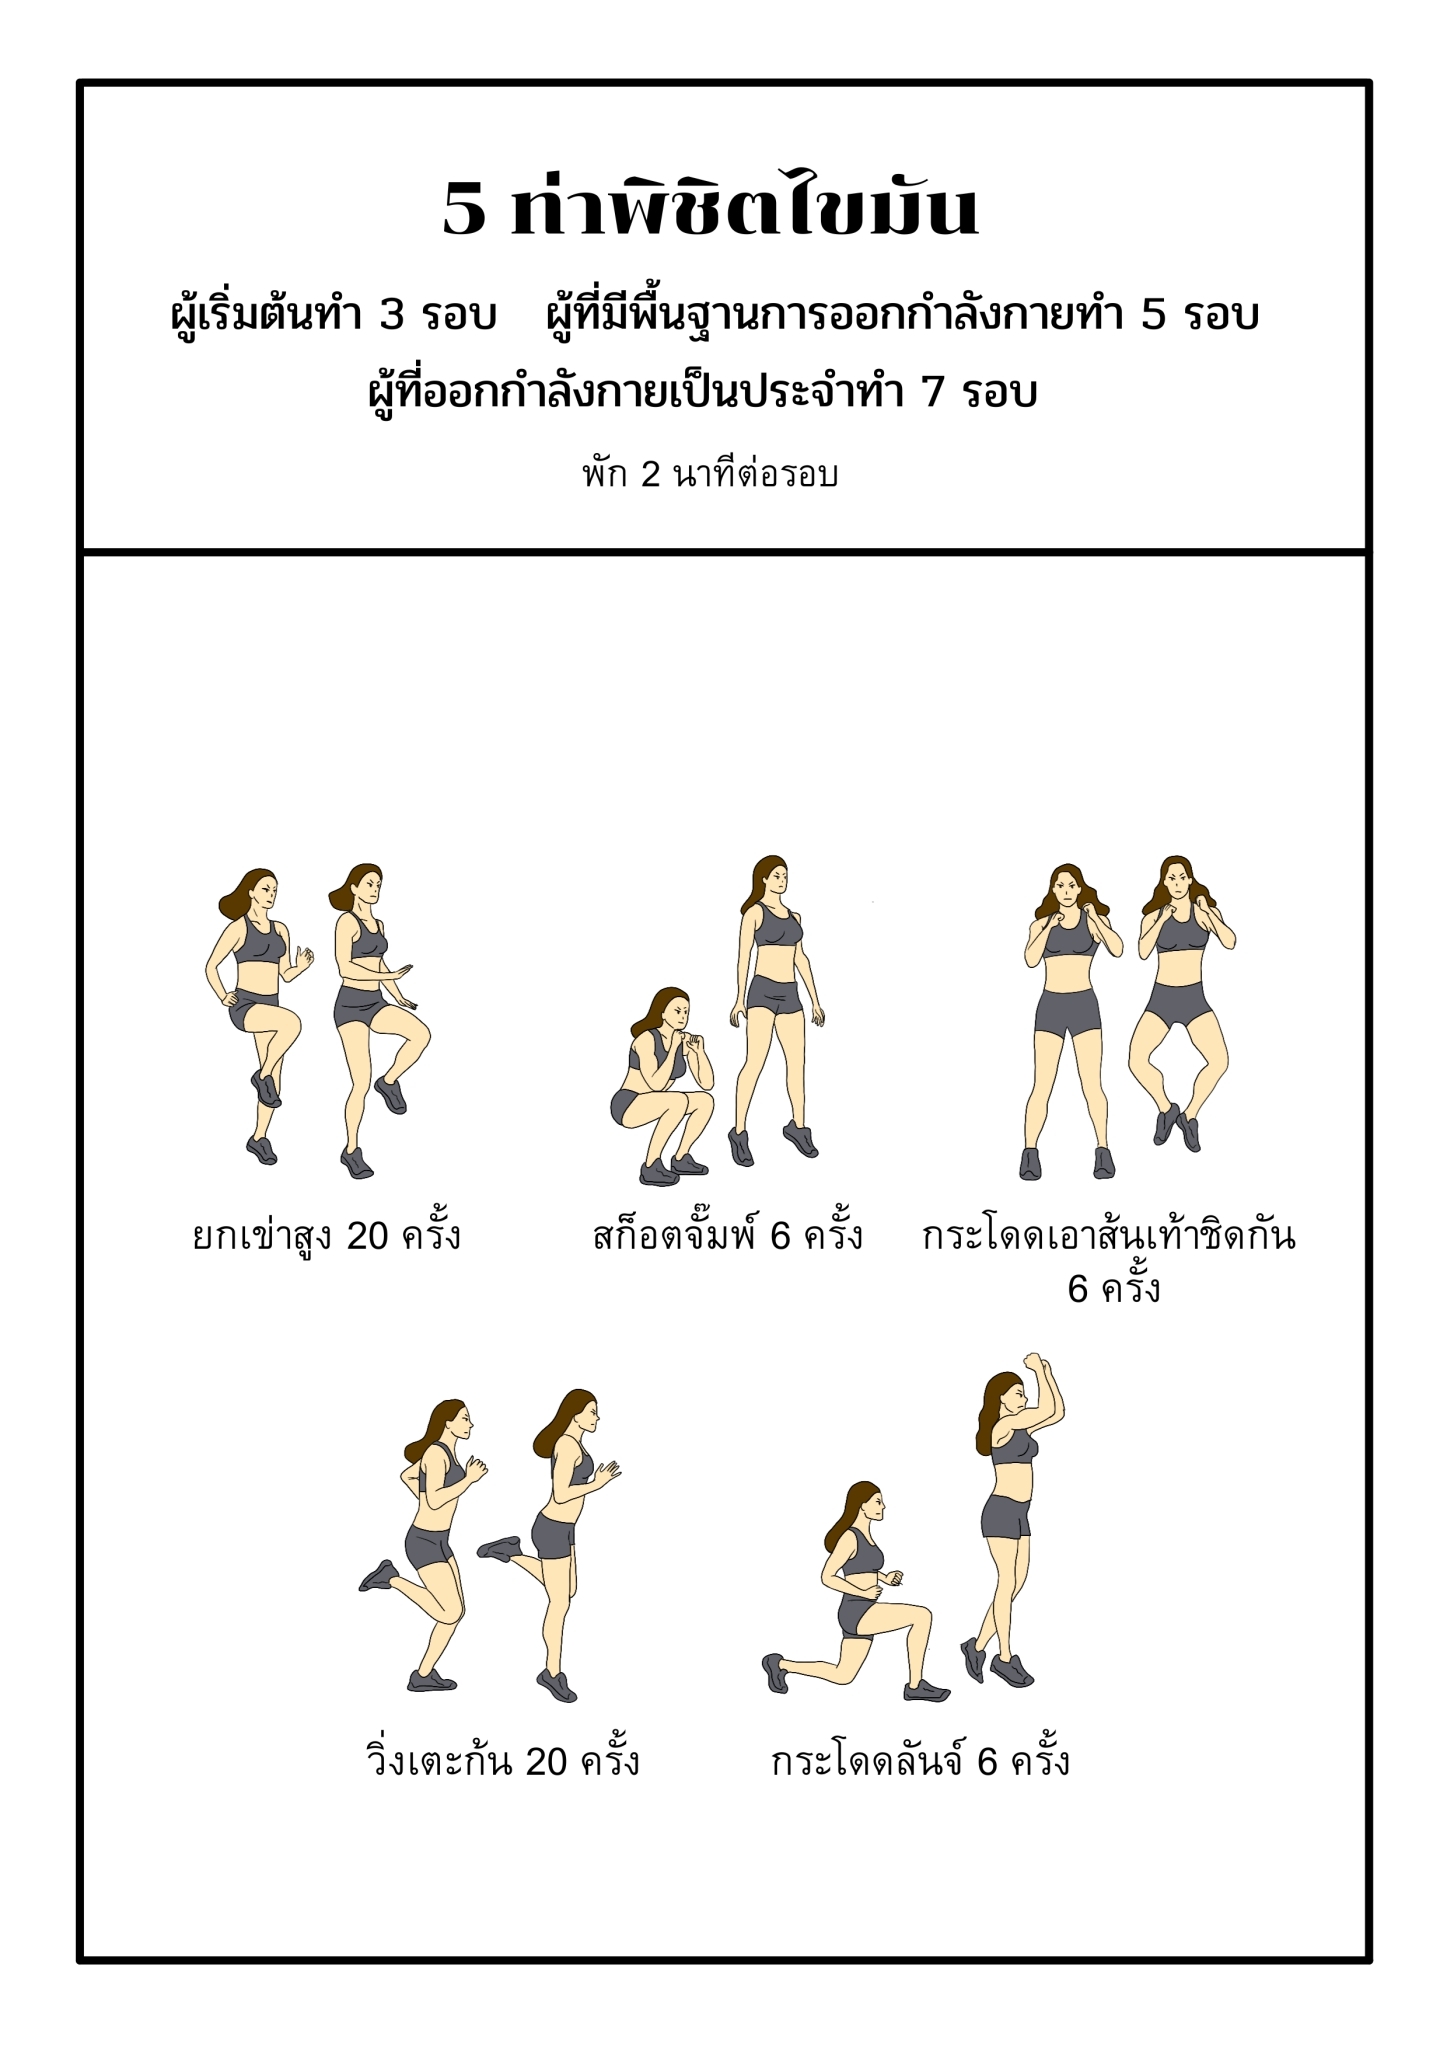 5 ท่าพิชิตไขมัน
ผู้เริ่มต้นทำ 3 รอบ ผู้ที่มีพื้นฐานการออกกำลังกายทำ 5 รอบ
ผู้ที่ออกกำลังกายเป็นประจำทำ 7 รอบ
พัก 2 นาทีต่อรอบ
ยกเข่าสูง 20 ครั้ง
สก็อตจั๊มพ์ 6 ครั้ง
กระโดดเอาส้นเท้าชิดกัน
6 ครั้ง
วิ่งเตะก้น 20 ครั้ง
กระโดดลันจ์ 6 ครั้ง